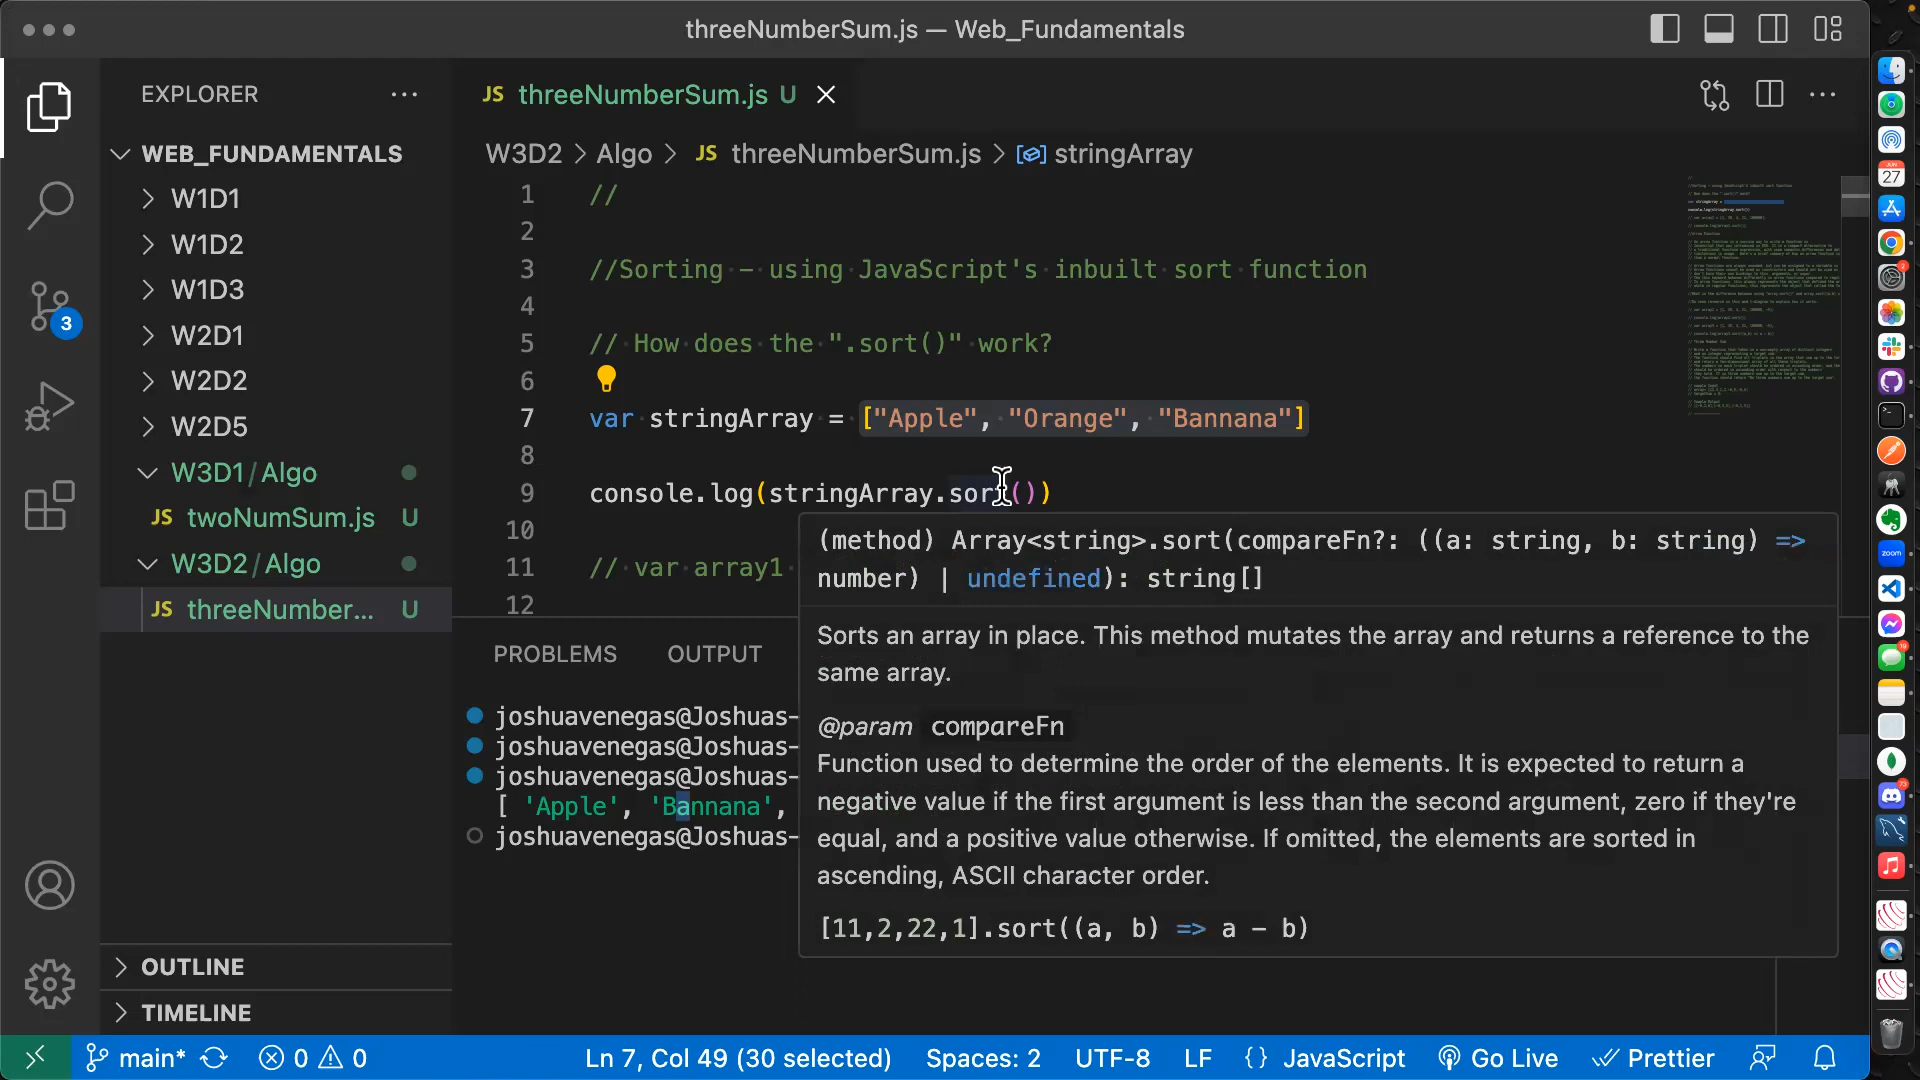 threeNumberSum.js — Web_Fundamentals
EXPLORER
WEB_FUNDAMENTALS
W1D1
W1D2
W1D3
W2D1
W2D2
W2D5
W3D1/Algo
JS twoNumSum.js U
W3D2/Algo
JS threeNumber... U
OUTLINE
TIMELINE
3
JS threeNumberSum.js U
W3D2 > Algo > JS threeNumberSum.js > stringArray
1 //
2
3 //Sorting - using JavaScript's inbuilt sort function
4
5 // How does the ".sort()" work?
6
7 var stringArray = ["Apple", "Orange", "Bannana"]
8
9 console.log(stringArray.sort())
10
11 // var array1
12
(method) Array<string>.sort(compareFn?: ((a: string, b: string) =>
number) | undefined): string[]
Sorts an array in place. This method mutates the array and returns a reference to the
same array.
@param compareFn
Function used to determine the order of the elements. It is expected to return a
negative value if the first argument is less than the second argument, zero if they're
equal, and a positive value otherwise. If omitted, the elements are sorted in
ascending, ASCII character order.
[11,2,22,1].sort((a, b) => a - b)
PROBLEMS OUTPUT
joshuavenegas@Joshuas-
joshuavenegas@Joshuas-
joshuavenegas@Joshuas-
[ 'Apple', 'Bannana',
joshuavenegas@Joshuas-
main* 0 0 Ln 7, Col 49 (30 selected) Spaces: 2 UTF-8 LF {} JavaScript Go Live Prettier
JUN
27
zoom